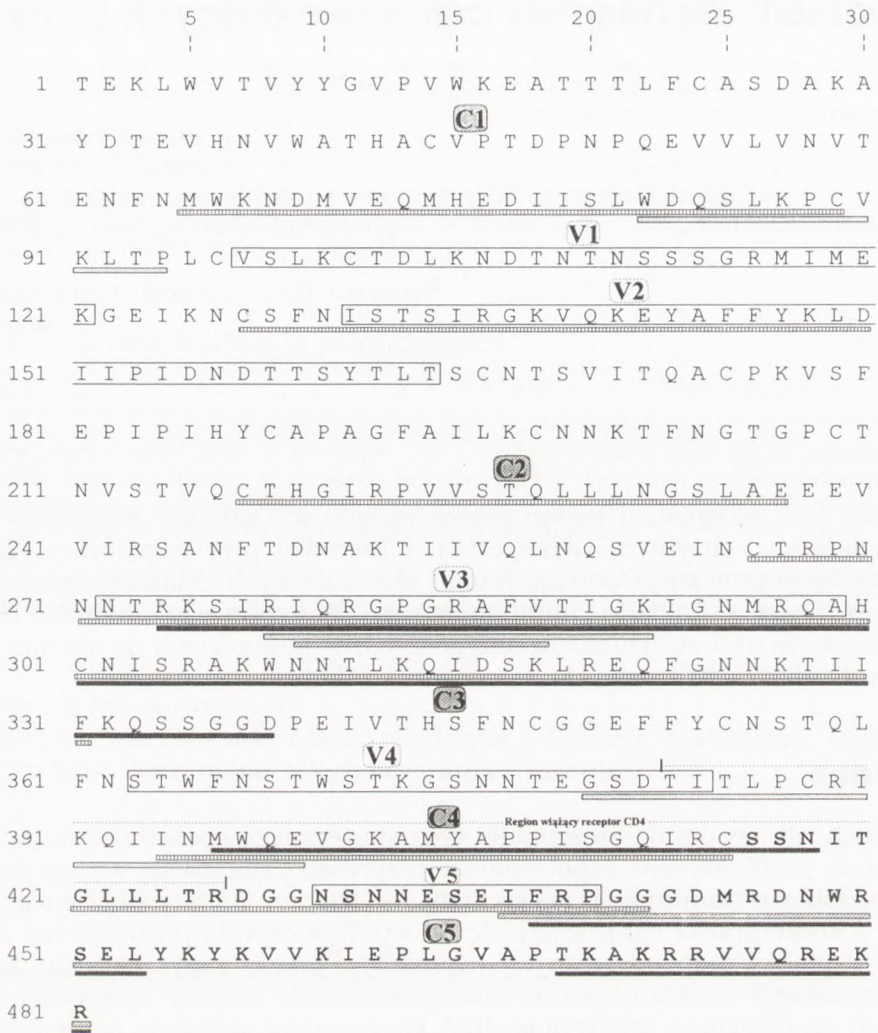 5 10 15 20 25 30
1 T E K L W V T V Y Y G V P V W K E A T T T L F C A S D A K A
C1
31 Y D T E V H N V W A T H A C V P T D P N P Q E V V L V N V T
61 E N F N M W K N D M V E Q M H E D I I S L W D Q S L K P C V
V1
91 K L T P L C V S L K C T D L K N D T N T N S S S G R M I M E
V2
121 K G E I K N C S F N I S T S I R G K V Q K E Y A F F Y K L D
151 I I P I D N D T T S Y T L T S C N T S V I T Q A C P K V S F
181 E P I P I H Y C A P A G F A I L K C N N K T F N G T G P C T
C2
211 N V S T V Q C T H G I R P V V S T Q L L L N G S L A E E E V
241 V I R S A N F T D N A K T I I V Q L N Q S V E I N C T R P N
V3
271 N N T R K S I R I Q R G P G R A F V T I G K I G N M R Q A H
301 C N I S R A K W N N T L K Q I D S K L R E Q F G N N K T I I
C3
331 F K Q S S G G D P E I V T H S F N C G G E F F Y C N S T Q L
V4
361 F N S T W F N S T W S T K G S N N T E G S D T I T L P C R I
C4 Region wiążący receptor CD4
391 K Q I I N M W Q E V G K A M Y A P P I S G Q I R C S S N I T
V5
421 G L L L T R D G G N S N N E S E I F R P G G G D M R D N W R
C5
451 S E L Y K Y K V V K I E P L G V A P T K A K R R V V Q R E K
481 R